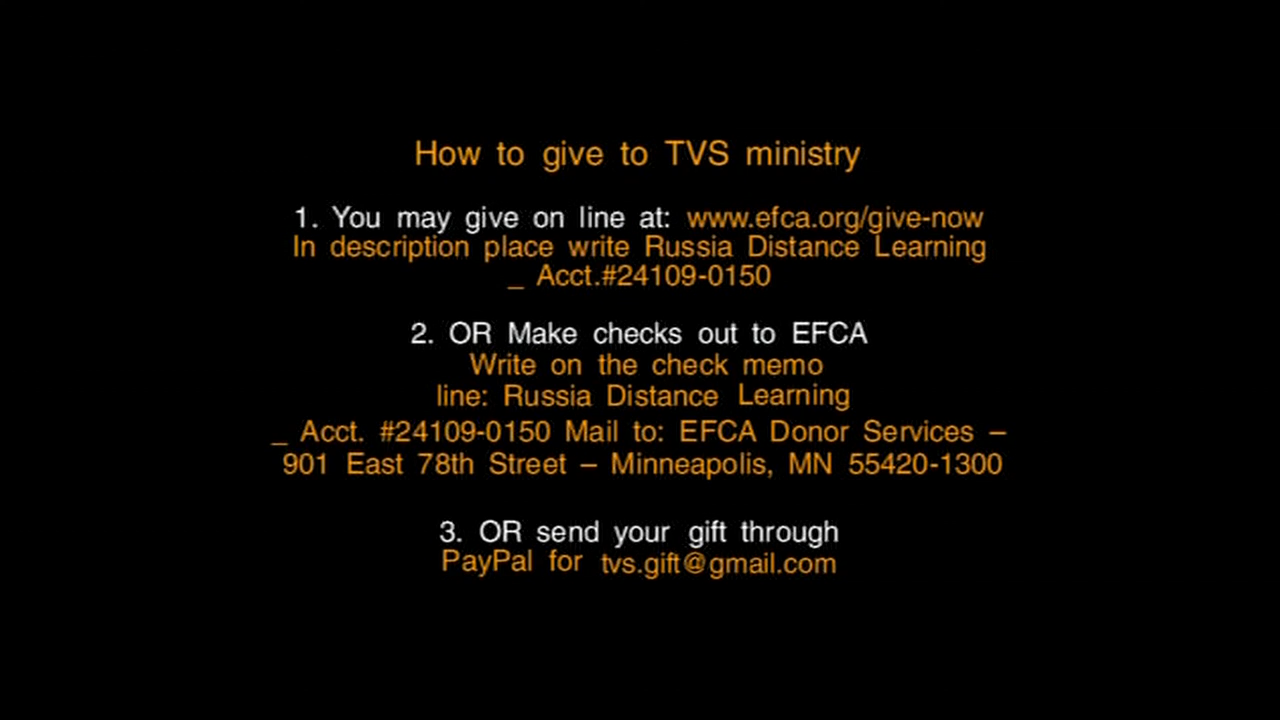 How to give to TVS ministry
1. You may give on line at: www.efca.org/give-now
In description place write Russia Distance Learning
_ Acct.#24109-0150
2. OR Make checks out to EFCA
Write on the check memo
line: Russia Distance Learning
_ Acct. #24109-0150 Mail to: EFCA Donor Services –
901 East 78th Street – Minneapolis, MN 55420-1300
3. OR send your gift through
PayPal for tvs.gift@gmail.com